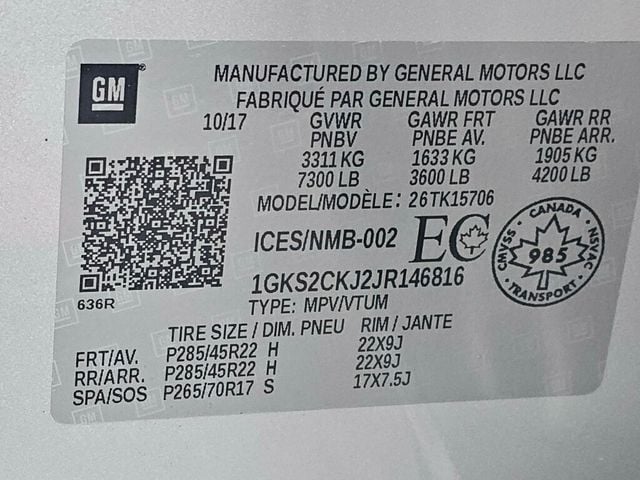 GM
MANUFACTURED BY GENERAL MOTORS LLC
FABRIQUÉ PAR GENERAL MOTORS LLC
10/17 GVWR GAWR FRT GAWR RR
PNBV PNBE AV. PNBE ARR.
3311 KG 1633 KG 1905 KG
7300 LB 3600 LB 4200 LB
MODEL/MODÈLE: 26TK15706
ICES/NMB-002 EC
CANADA
CMVSS 985 NSVAC
TRANSPORT
1GKS2CKJ2JR146816
636R
TYPE: MPV/VTUM
TIRE SIZE / DIM. PNEU RIM / JANTE
FRT/AV. P285/45R22 H 22X9J
RR/ARR. P285/45R22 H 22X9J
SPA/SOS P265/70R17 S 17X7.5J